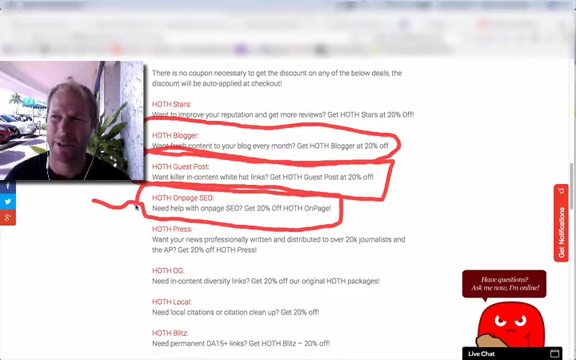 There is no coupon necessary to get the discount on any of the below deals, the
discount will be auto-applied at checkout!
HOTH Stars:
Want to improve your reputation and get more reviews? Get HOTH Stars at 20% Off!
HOTH Blogger:
Want fresh content to your blog every month? Get HOTH Blogger at 20% off
HOTH Guest Post:
Want killer in-content white hat links? Get HOTH Guest Post at 20% off!
HOTH Onpage SEO:
Need help with onpage SEO? Get 20% Off HOTH OnPage!
HOTH Press:
Want your news professionally written and distributed to over 20k journalists and
the AP? Get 20% off HOTH Press!
HOTH OG:
Need in-content diversity links? Get 20% off our original HOTH packages!
HOTH Local:
Need local citations or citation clean up? Get 20% off!
HOTH Blitz:
Need permanent DA15+ links? Get HOTH Blitz – 20% off!
Get Notifications
Have questions?
Ask me now, I'm online!
Live Chat